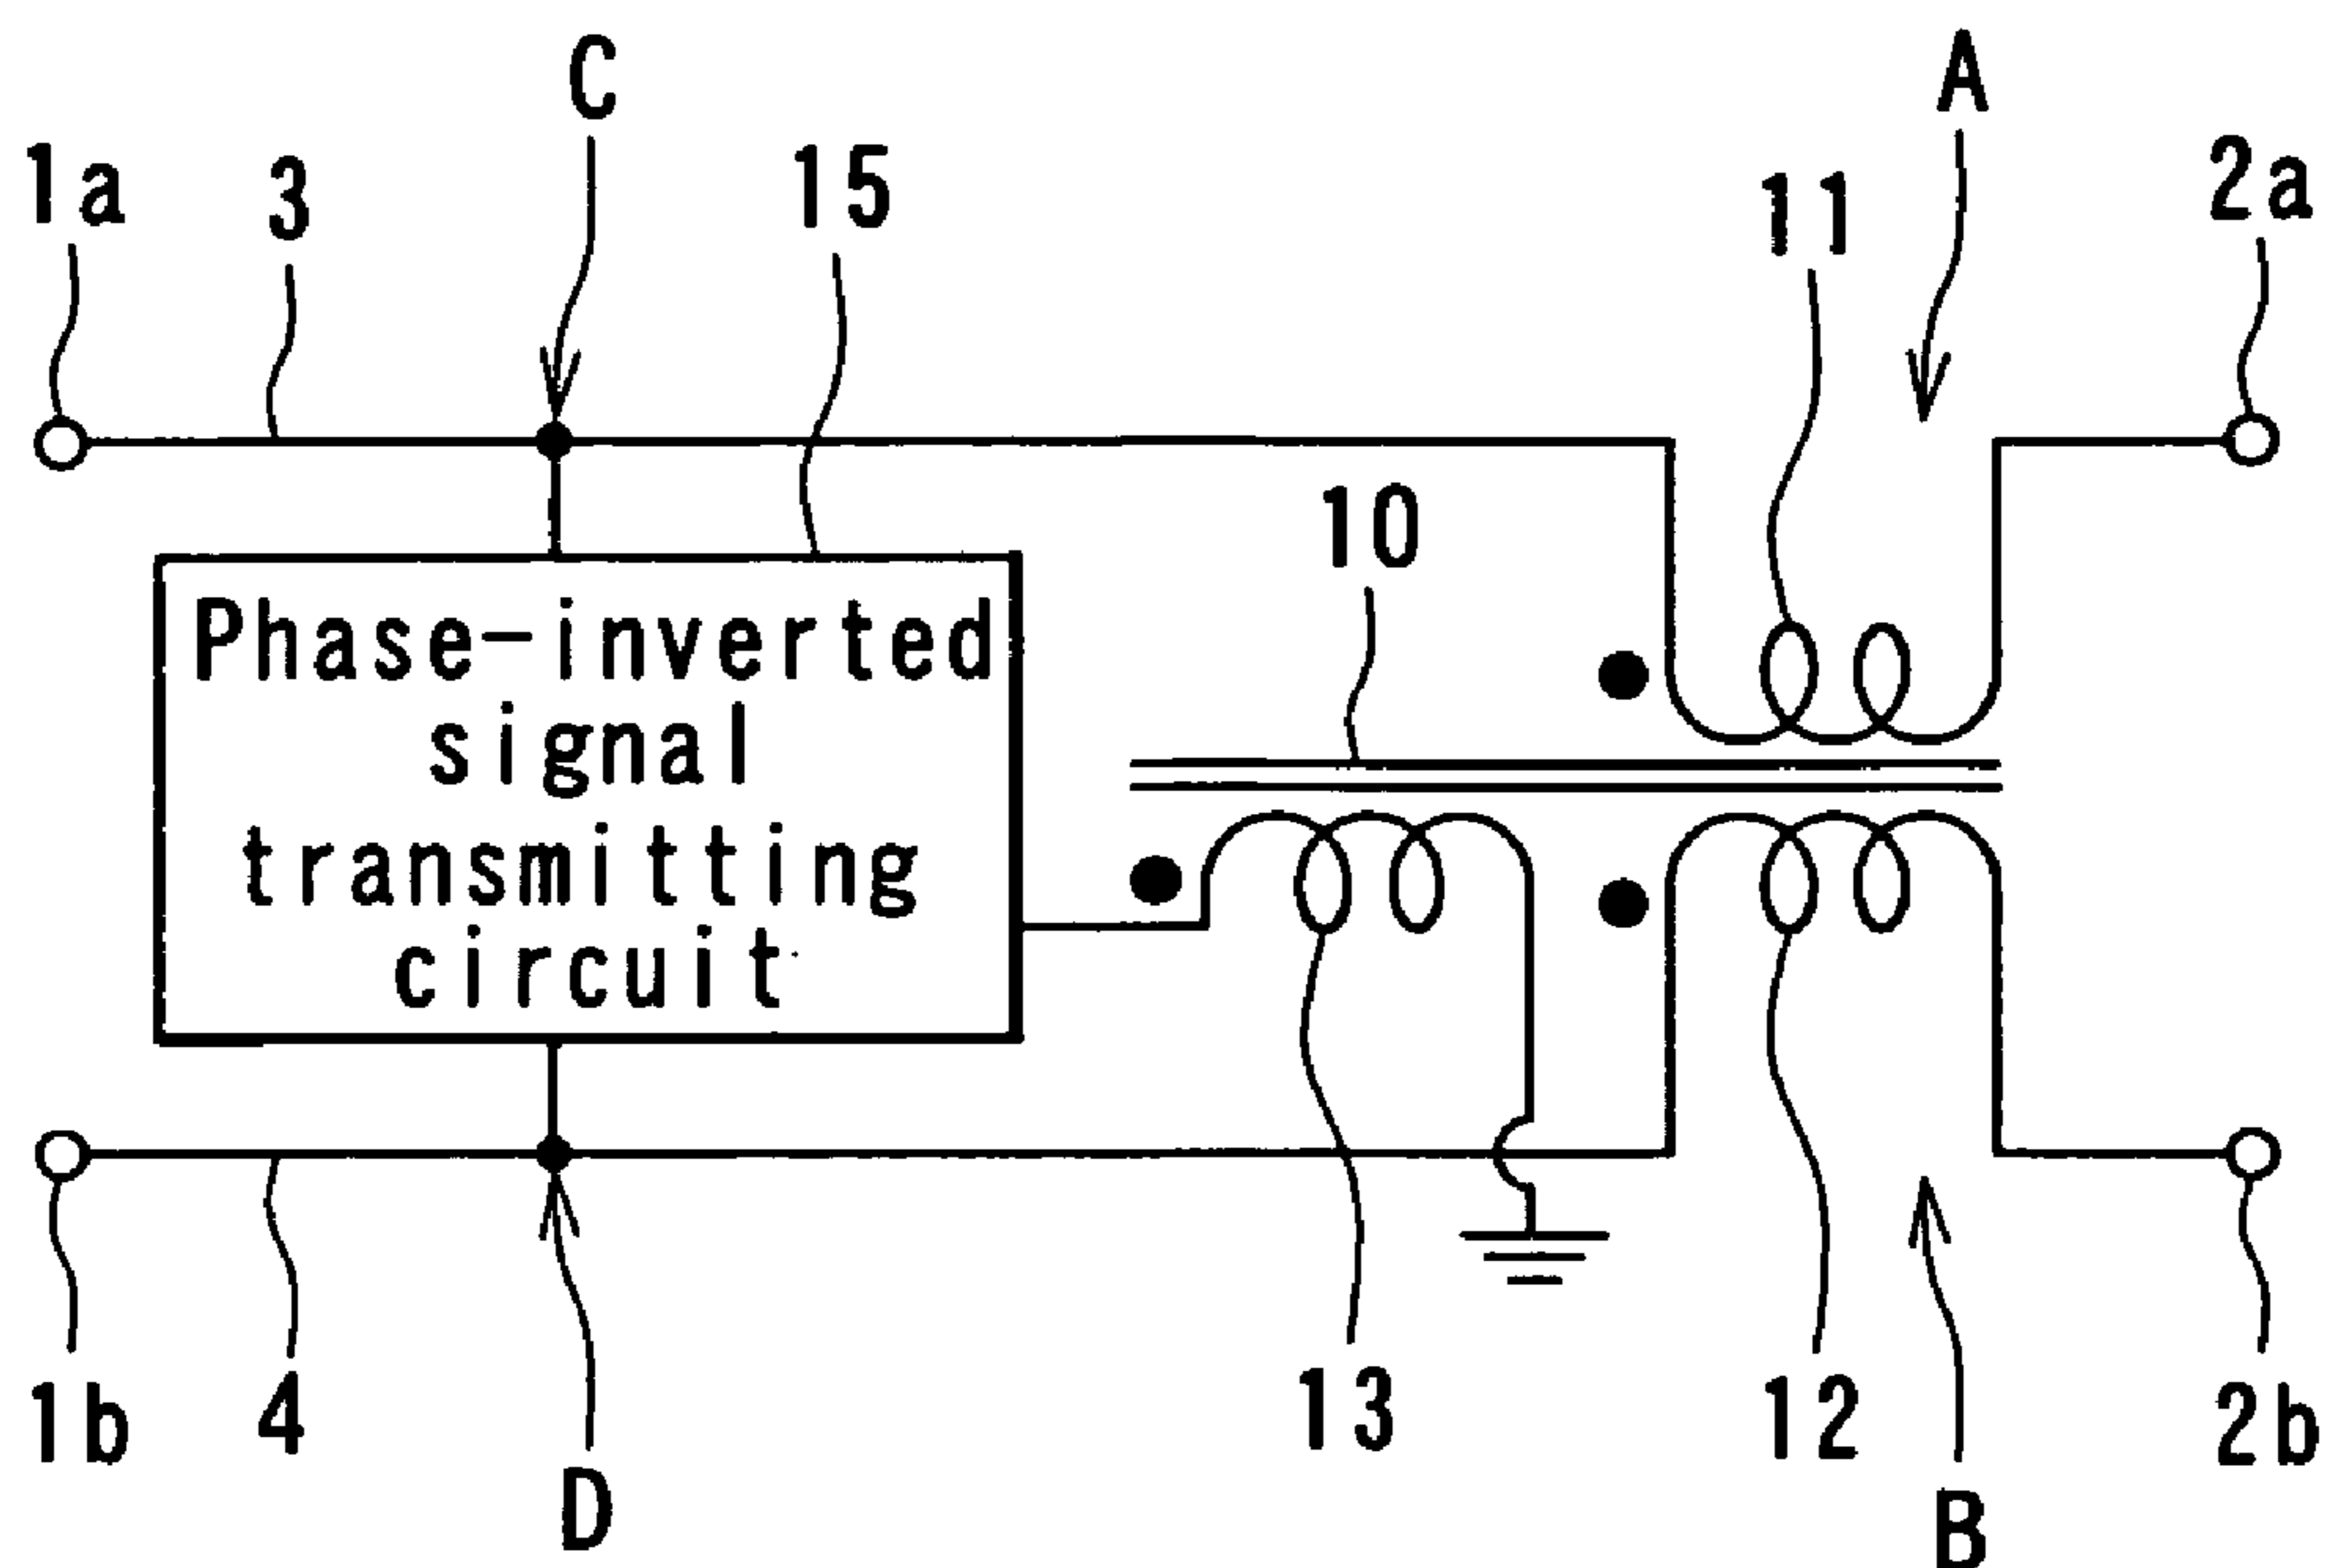 C
A
1a
3
15
11
2a
10
Phase-inverted
signal
transmitting
circuit
1b
4
13
12
2b
D
B